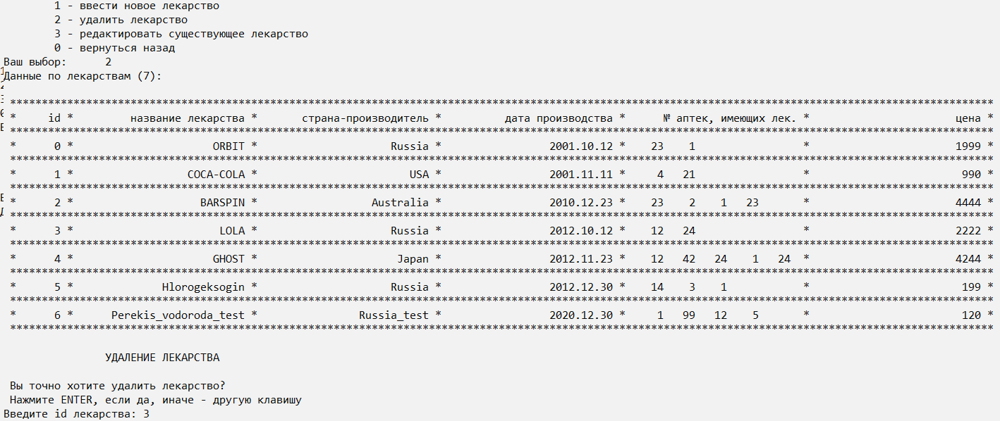 1 - ввести новое лекарство
2 - удалить лекарство
3 - редактировать существующее лекарство
0 - вернуться назад
Ваш выбор: 2
Данные по лекарствам (7):
* id * название лекарства * страна-производитель * дата производства * № аптек, имеющих лек. * цена *
* 0 * ORBIT * Russia * 2001.10.12 * 23 1 * 1999 *
* 1 * COCA-COLA * USA * 2001.11.11 * 4 21 * 990 *
* 2 * BARSPIN * Australia * 2010.12.23 * 23 2 1 23 * 4444 *
* 3 * LOLA * Russia * 2012.10.12 * 12 24 * 2222 *
* 4 * GHOST * Japan * 2012.11.23 * 12 42 24 1 24 * 4244 *
* 5 * Hlorogeksogin * Russia * 2012.12.30 * 14 3 1 * 199 *
* 6 * Perekis_vodoroda_test * Russia_test * 2020.12.30 * 1 99 12 5 * 120 *
УДАЛЕНИЕ ЛЕКАРСТВА
Вы точно хотите удалить лекарство?
Нажмите ENTER, если да, иначе - другую клавишу
Введите id лекарства: 3